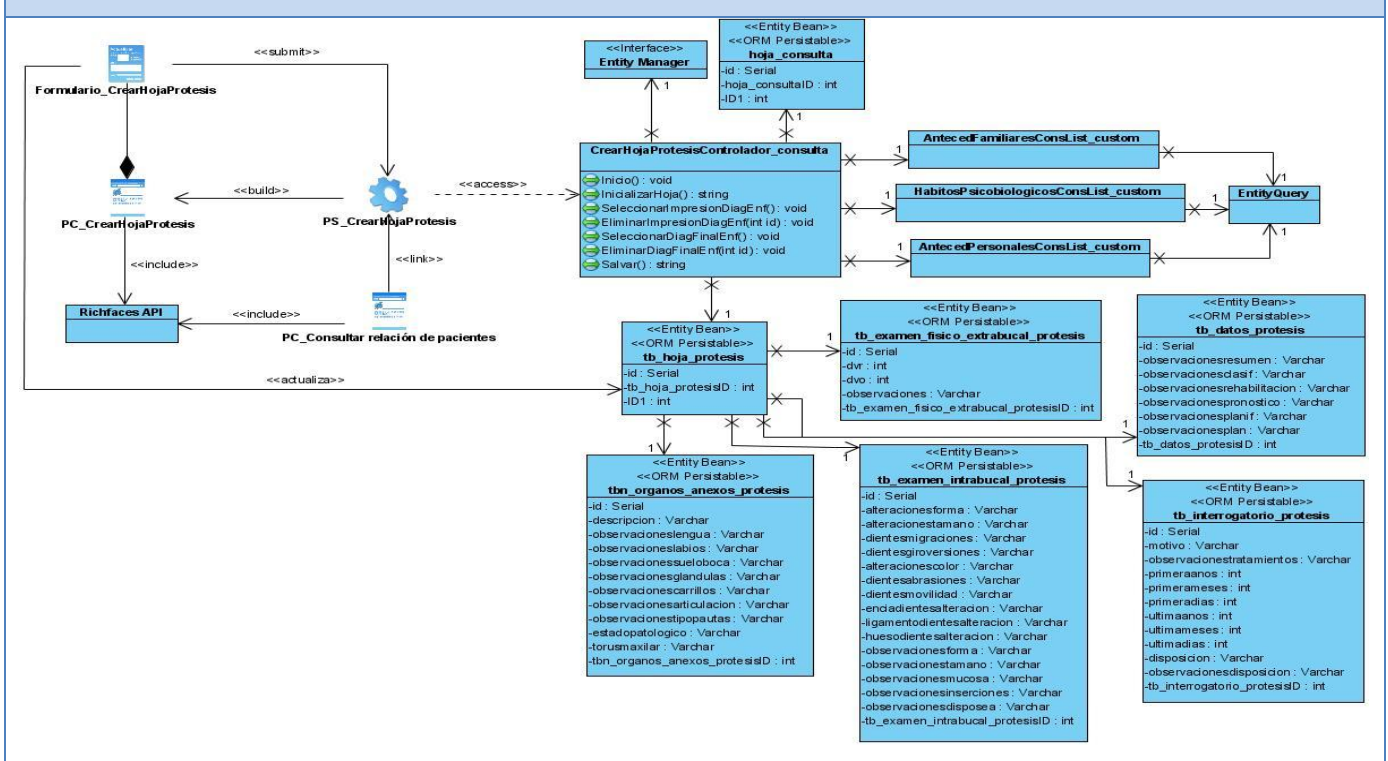 Formulario_CrearHojaProtesis
<<submit>>
PC_CrearHojaProtesis
<<build>>
PS_CrearHojaProtesis
<<access>>
<<include>>
<<link>>
Richfaces API
<<include>>
PC_Consultar relación de pacientes
<<actualiza>>
<<Interface>>
Entity Manager
1
<<Entity Bean>>
<<ORM Persistable>>
hoja_consulta
-id : Serial
-hoja_consultaID : int
-ID1 : int
1
CrearHojaProtesisControlador_consulta
Inicio() : void
InicializarHoja() : string
SeleccionarImpresionDiagEnf() : void
EliminarImpresionDiagEnf(int id) : void
SeleccionarDiagFinalEnf() : void
EliminarDiagFinalEnf(int id) : void
Salvar() : string
1
AntecedFamiliaresConsList_custom
1
1
HabitosPsicobiologicosConsList_custom
1
1
AntecedPersonalesConsList_custom
1
EntityQuery
1
<<Entity Bean>>
<<ORM Persistable>>
tb_hoja_protesis
-id : Serial
-tb_hoja_protesisID : int
-ID1 : int
1
<<Entity Bean>>
<<ORM Persistable>>
tb_examen_fisico_extrabucal_protesis
-id : Serial
-dvr : int
-dvo : int
-observaciones : Varchar
-tb_examen_fisico_extrabucal_protesisID : int
1
<<Entity Bean>>
<<ORM Persistable>>
tb_datos_protesis
-id : Serial
-observacionesresumen : Varchar
-observacionesclasif : Varchar
-observacionesrehabilitacion : Varchar
-observacionespronostico : Varchar
-observacionesplanif : Varchar
-observacionesplan : Varchar
-tb_datos_protesisID : int
1
<<Entity Bean>>
<<ORM Persistable>>
tbn_organos_anexos_protesis
-id : Serial
-descripcion : Varchar
-observacioneslengua : Varchar
-observacioneslabios : Varchar
-observacionessueloboca : Varchar
-observacionesglandulas : Varchar
-observacionescarrillos : Varchar
-observacionesarticulacion : Varchar
-observacionestipopautas : Varchar
-estadopatologico : Varchar
-torusmaxilar : Varchar
-tbn_organos_anexos_protesisID : int
1
<<Entity Bean>>
<<ORM Persistable>>
tb_examen_intrabucal_protesis
-id : Serial
-alteracionesforma : Varchar
-alteracionestamano : Varchar
-dientesmigraciones : Varchar
-dientesgiroversiones : Varchar
-alteracionescolor : Varchar
-dientesabrasiones : Varchar
-dientesmovilidad : Varchar
-enciadientesalteracion : Varchar
-ligamentodientesalteracion : Varchar
-huesodientesalteracion : Varchar
-observacionesforma : Varchar
-observacionestamano : Varchar
-observacionesmucosa : Varchar
-observacionesinserciones : Varchar
-observacionesdisposea : Varchar
-tb_examen_intrabucal_protesisID : int
1
<<Entity Bean>>
<<ORM Persistable>>
tb_interrogatorio_protesis
-id : Serial
-motivo : Varchar
-observacionestratamientos : Varchar
-primeraanos : int
-primerameses : int
-primeradias : int
-ultimaanos : int
-ultimameses : int
-ultimadias : int
-disposicion : Varchar
-observacionesdisposicion : Varchar
-tb_interrogatorio_protesisID : int